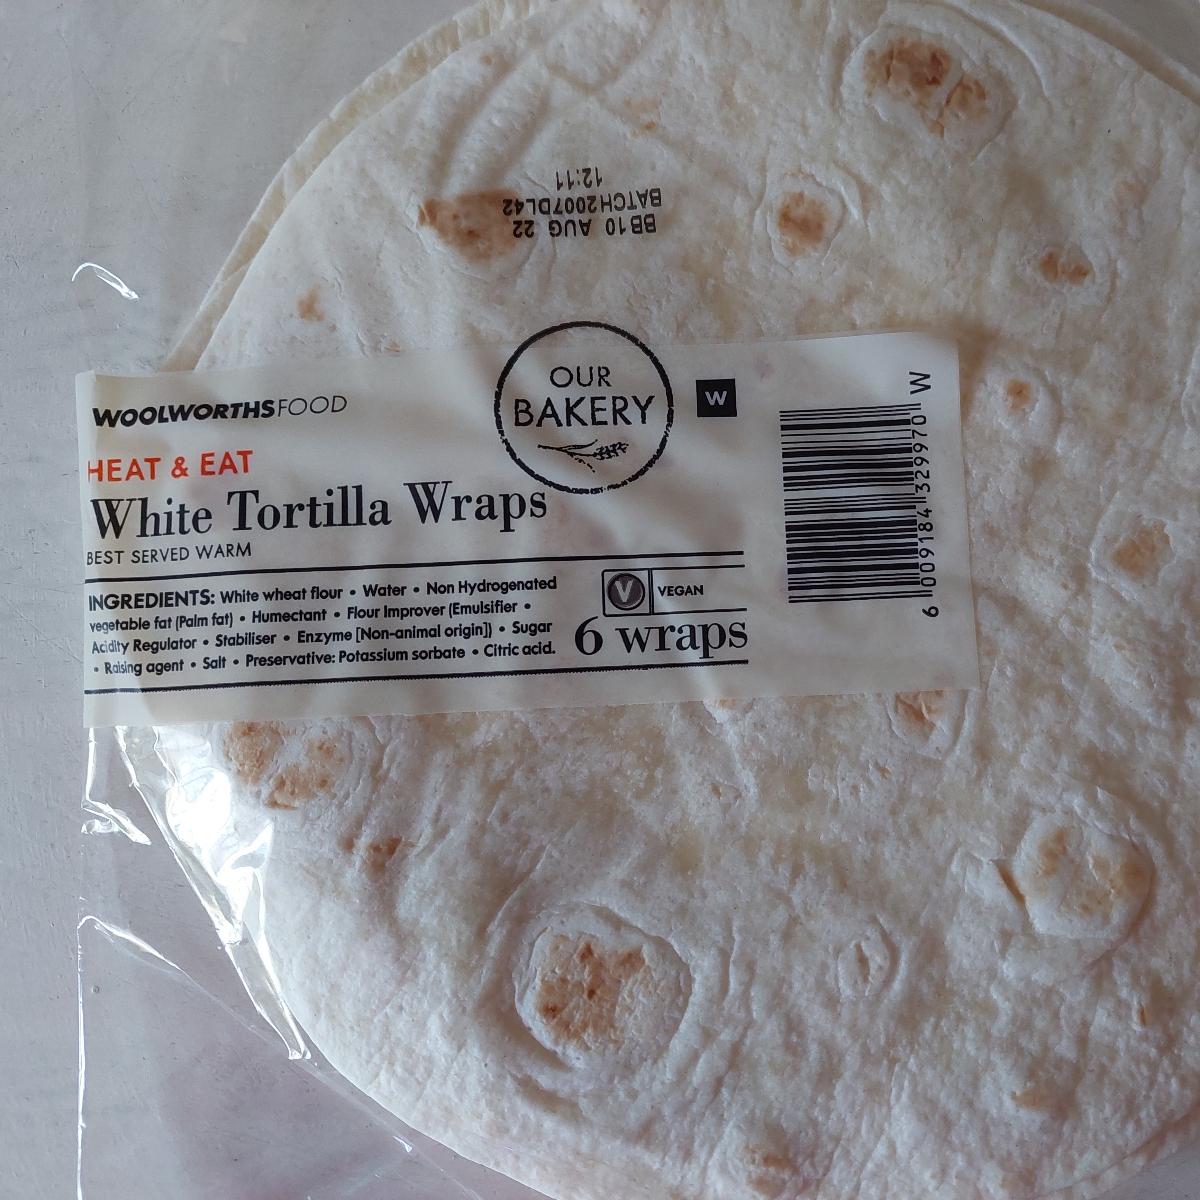 BB10 AUG 22
BATCH2007DL42
12:11
OUR
BAKERY
W
WOOLWORTHSFOOD
HEAT & EAT
White Tortilla Wraps
BEST SERVED WARM
INGREDIENTS: White wheat flour • Water • Non Hydrogenated
vegetable fat (Palm fat) • Humectant • Flour Improver (Emulsifier •
Acidity Regulator • Stabiliser • Enzyme [Non-animal origin]) • Sugar
• Raising agent • Salt • Preservative: Potassium sorbate • Citric acid.
V VEGAN
6 wraps
6 009184 329970 W